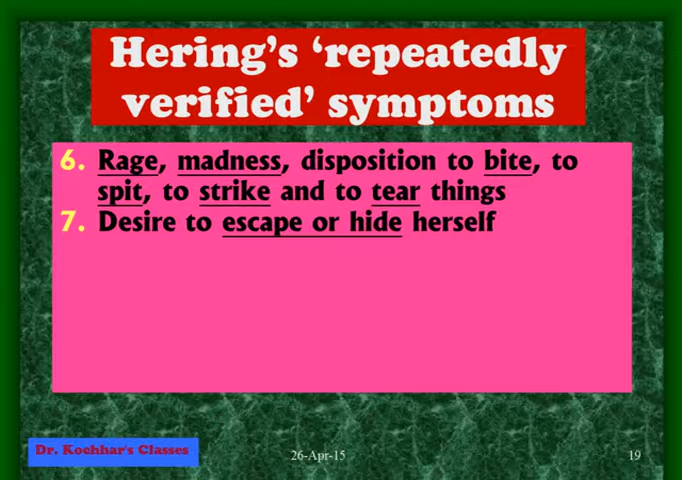 Hering's 'repeatedly
verified' symptoms
6. Rage, madness, disposition to bite, to
spit, to strike and to tear things
7. Desire to escape or hide herself
Dr. Kochhar's Classes
26-Apr-15
19